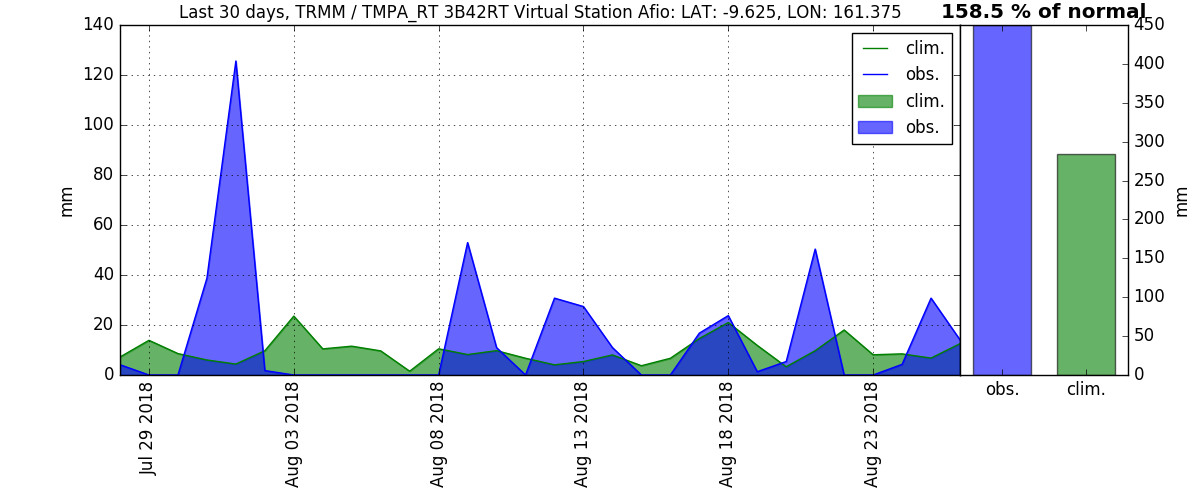 Last 30 days, TRMM / TMPA_RT 3B42RT Virtual Station Afio: LAT: -9.625, LON: 161.375
158.5 % of normal
140
120
100
80
60
40
20
0
mm
clim.
obs.
clim.
obs.
Jul 29 2018
Aug 03 2018
Aug 08 2018
Aug 13 2018
Aug 18 2018
Aug 23 2018
450
400
350
300
250
200
150
100
50
0
mm
obs.
clim.